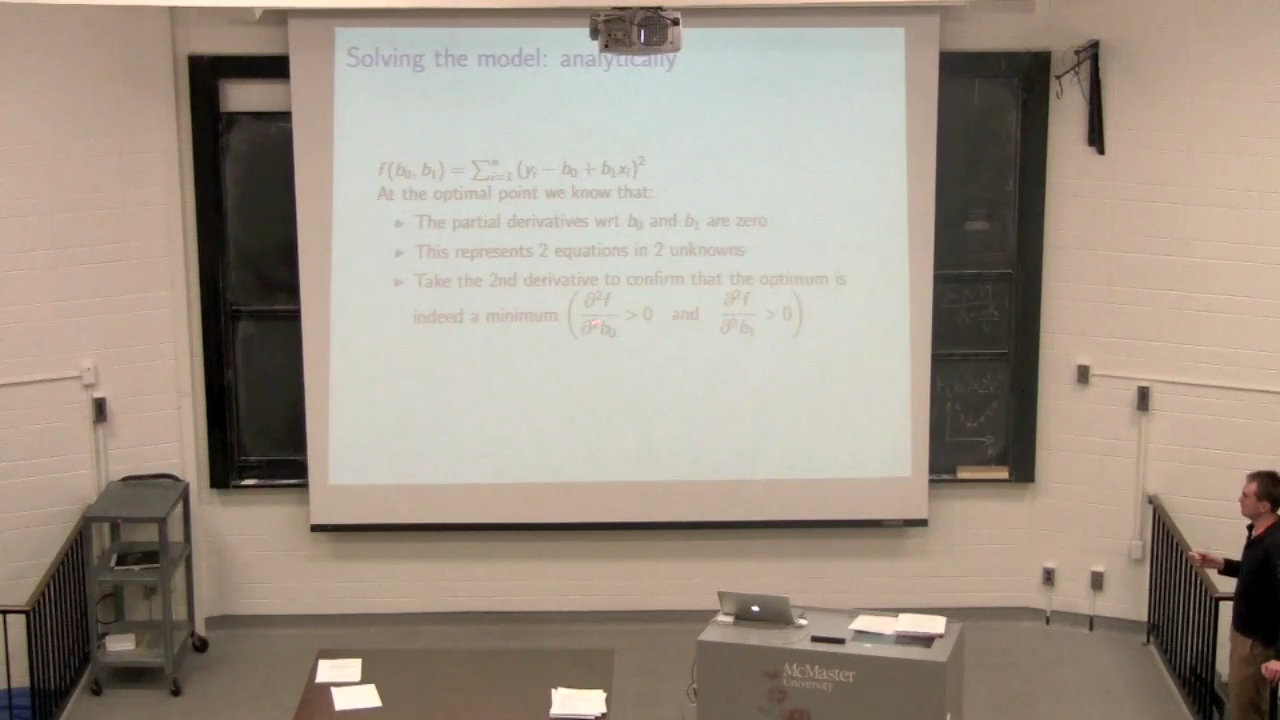 Solving the model: analytically
f(b₀, b₁) = ∑ⁿᵢ₌₁ (yᵢ − b₀ + b₁xᵢ)²
At the optimal point we know that:
► The partial derivatives wrt b₀ and b₁ are zero
► This represents 2 equations in 2 unknowns
► Take the 2nd derivative to confirm that the optimum is
indeed a minimum (∂²f/∂²b₀ > 0 and ∂²f/∂²b₁ > 0)
McMaster
University